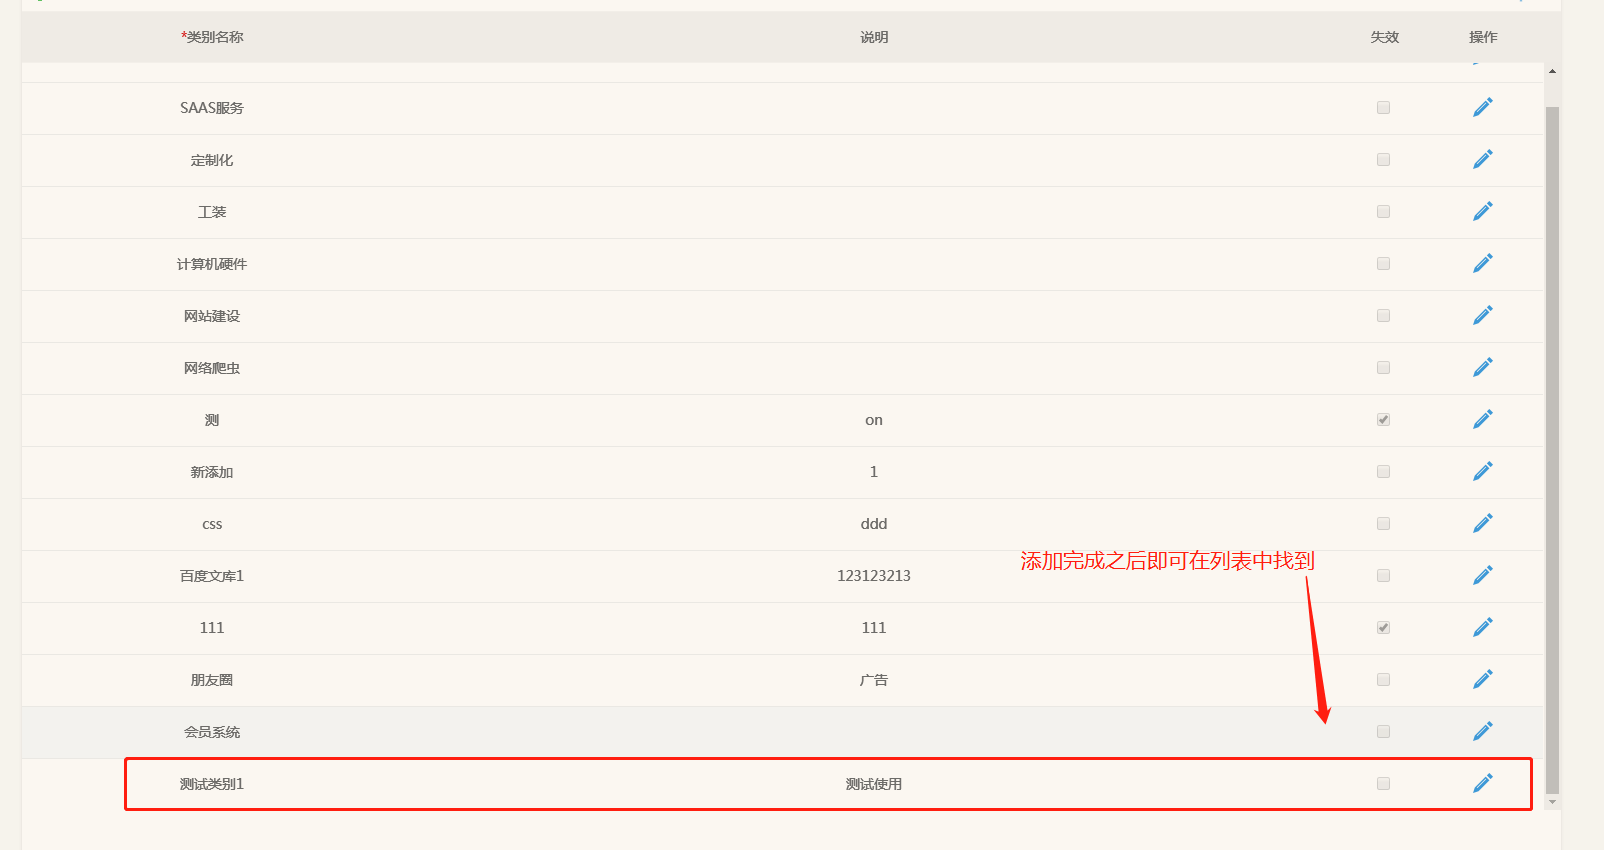 *类别名称 说明 失效 操作
SAAS服务
定制化
工装
计算机硬件
网站建设
网络爬虫
测 on
新添加 1
css ddd
添加完成之后即可在列表中找到
百度文库1 123123213
111 111
朋友圈 广告
会员系统
测试类别1 测试使用